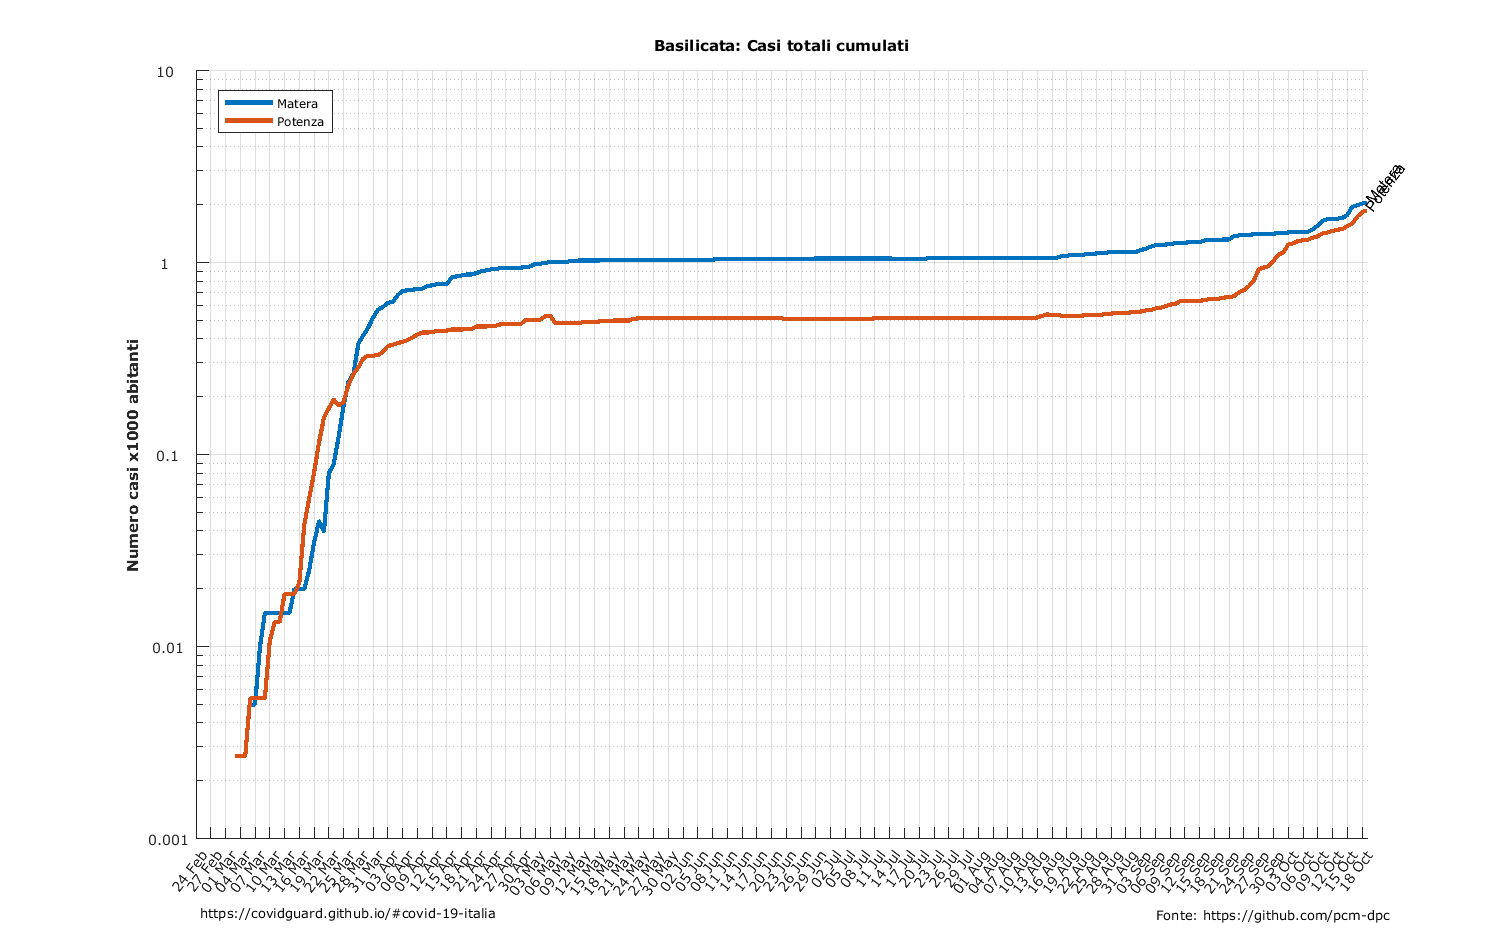 Basilicata: Casi totali cumulati
10
1
0.1
0.01
0.001
Numero casi x1000 abitanti
Matera
Potenza
Matera
Potenza
24 Feb
27 Feb
01 Mar
04 Mar
07 Mar
10 Mar
13 Mar
16 Mar
19 Mar
22 Mar
25 Mar
28 Mar
31 Mar
03 Apr
06 Apr
09 Apr
12 Apr
15 Apr
18 Apr
21 Apr
24 Apr
27 Apr
30 Apr
03 May
06 May
09 May
12 May
15 May
18 May
21 May
24 May
27 May
30 May
02 Jun
05 Jun
08 Jun
11 Jun
14 Jun
17 Jun
20 Jun
23 Jun
26 Jun
29 Jun
02 Jul
05 Jul
08 Jul
11 Jul
14 Jul
17 Jul
20 Jul
23 Jul
26 Jul
29 Jul
01 Aug
04 Aug
07 Aug
10 Aug
13 Aug
16 Aug
19 Aug
22 Aug
25 Aug
28 Aug
31 Aug
03 Sep
06 Sep
09 Sep
12 Sep
15 Sep
18 Sep
21 Sep
24 Sep
27 Sep
30 Sep
03 Oct
06 Oct
09 Oct
12 Oct
15 Oct
18 Oct
https://covidguard.github.io/#covid-19-italia
Fonte: https://github.com/pcm-dpc